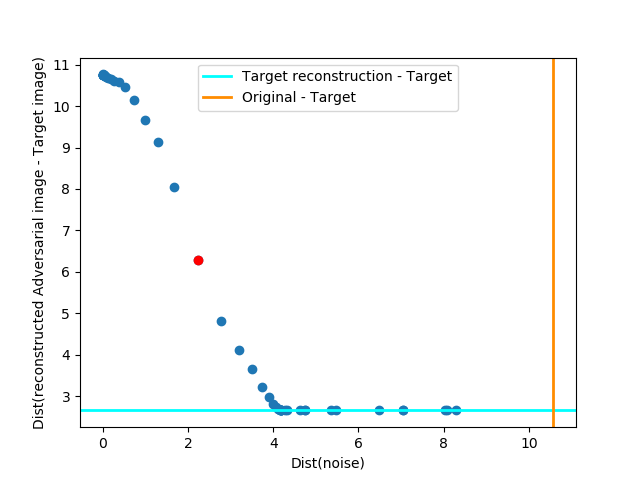 Target reconstruction - Target
Original - Target
Dist(reconstructed Adversarial image - Target image)
11
10
9
8
7
6
5
4
3
0 2 4 6 8 10
Dist(noise)